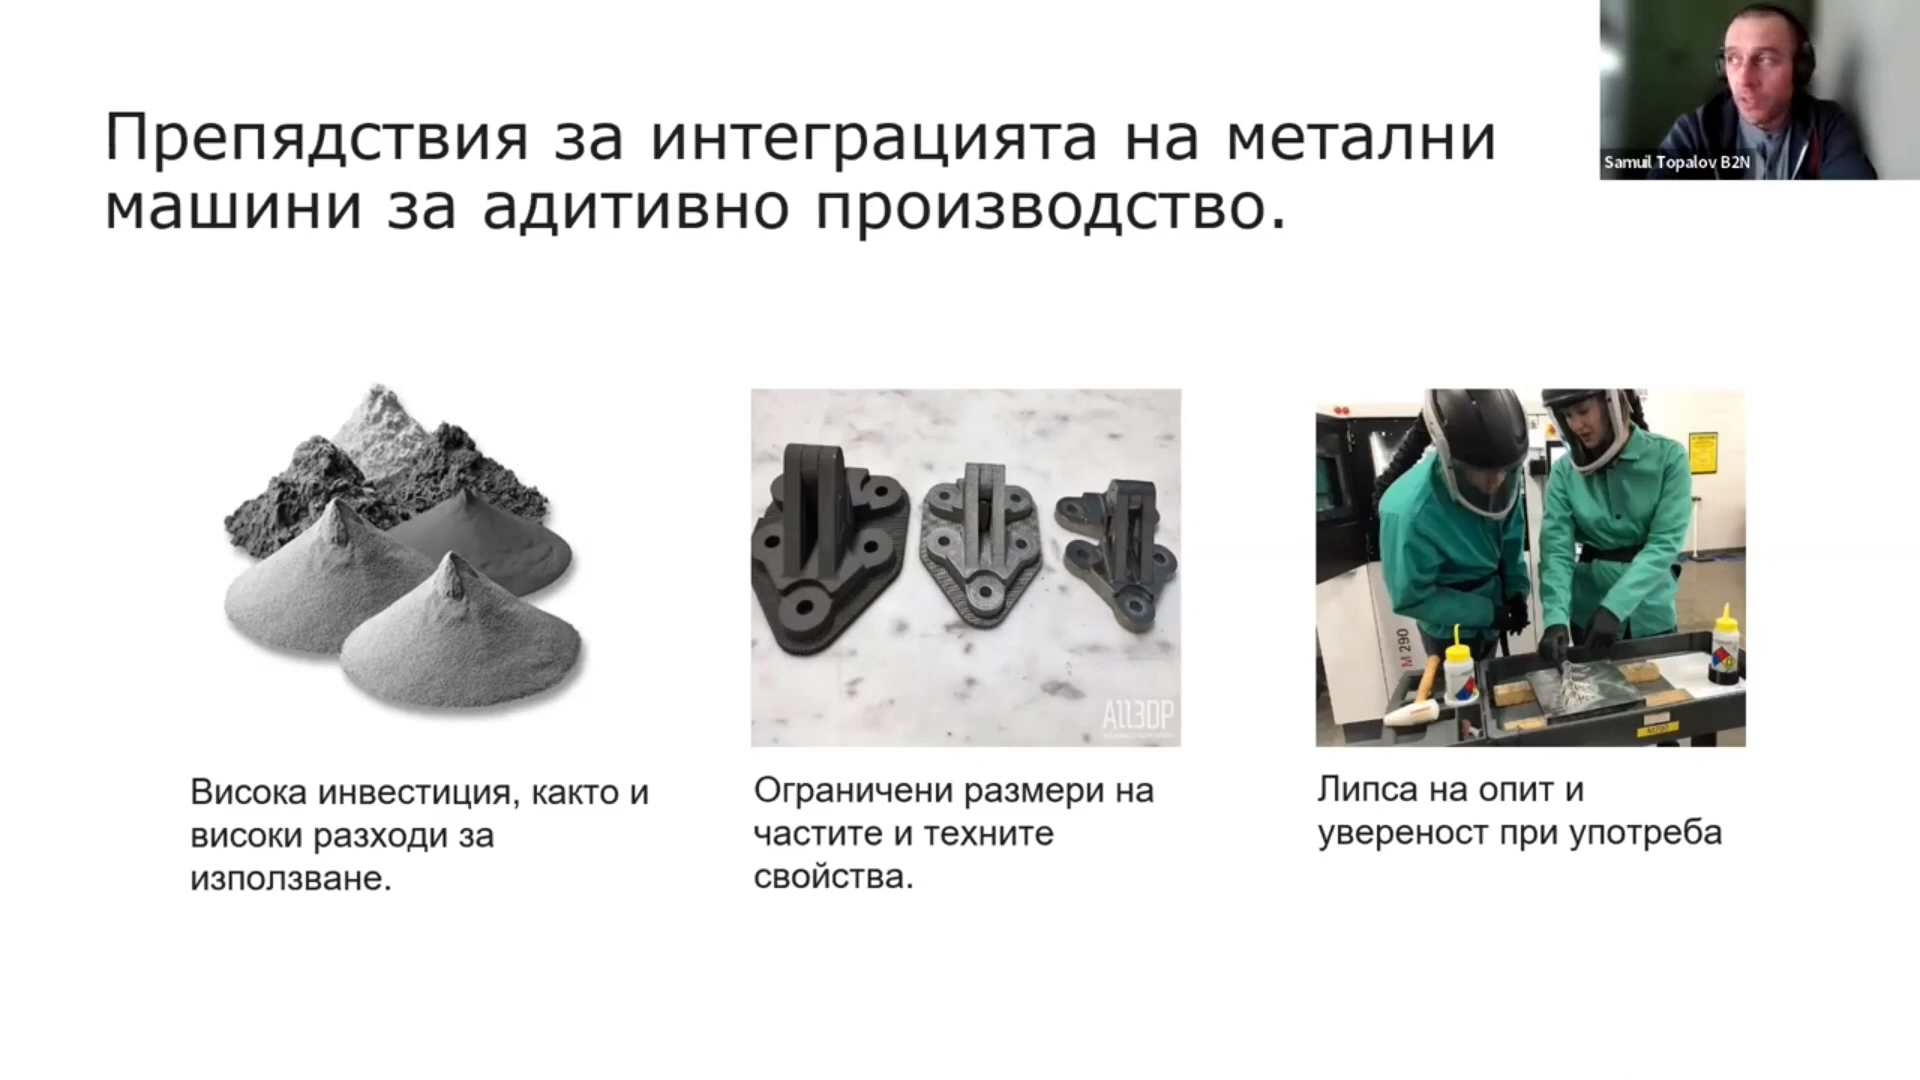 Samuil Topalov B2N
Препядствия за интеграцията на метални
машини за адитивно производство.
ALL3DP
M 290
Висока инвестиция, както и
високи разходи за
използване.
Ограничени размери на
частите и техните
свойства.
Липса на опит и
увереност при употреба